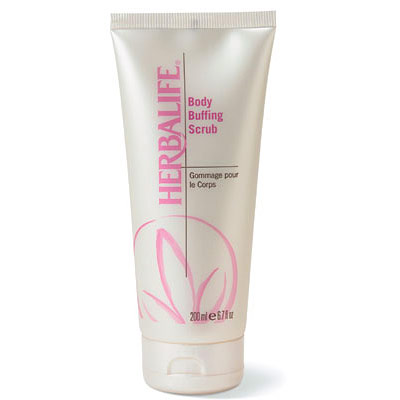 HERBALIFE®
Body
Buffing
Scrub
Gommage pour
le Corps
200 ml e 6.7 fl oz